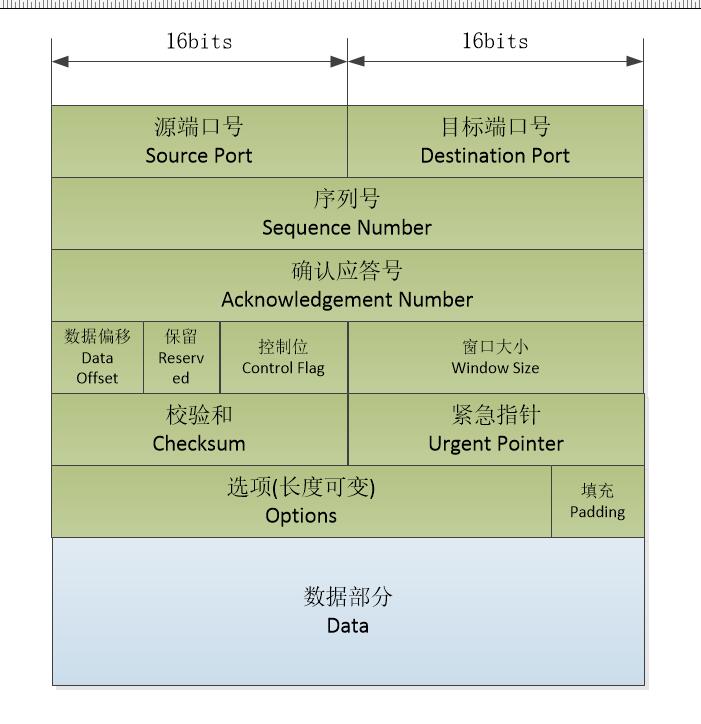 16bits 16bits
源端口号 目标端口号
Source Port Destination Port
序列号
Sequence Number
确认应答号
Acknowledgement Number
数据偏移
Data
Offset
保留
Reserv
ed
控制位
Control Flag
窗口大小
Window Size
校验和 紧急指针
Checksum Urgent Pointer
选项(长度可变)
Options
填充
Padding
数据部分
Data